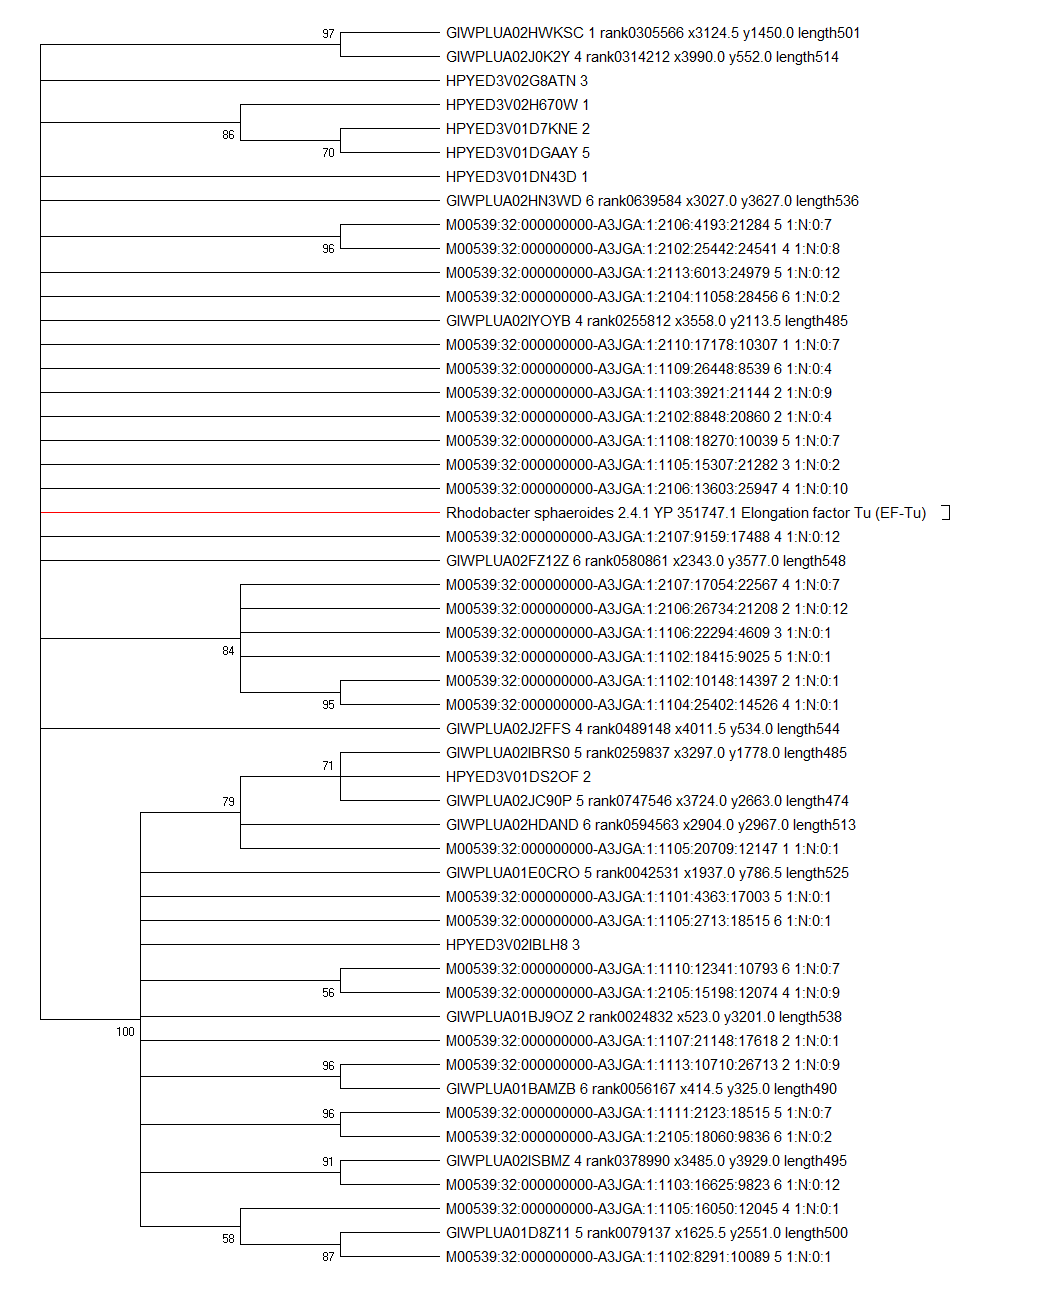 97
GIWPLUA02HWKSC 1 rank0305566 x3124.5 y1450.0 length501
GIWPLUA02J0K2Y 4 rank0314212 x3990.0 y552.0 length514
HPYED3V02G8ATN 3
HPYED3V02H670W 1
86
HPYED3V01D7KNE 2
70
HPYED3V01DGAAY 5
HPYED3V01DN43D 1
GIWPLUA02HN3WD 6 rank0639584 x3027.0 y3627.0 length536
M00539:32:000000000-A3JGA:1:2106:4193:21284 5 1:N:0:7
96
M00539:32:000000000-A3JGA:1:2102:25442:24541 4 1:N:0:8
M00539:32:000000000-A3JGA:1:2113:6013:24979 5 1:N:0:12
M00539:32:000000000-A3JGA:1:2104:11058:28456 6 1:N:0:2
GIWPLUA02IYOYB 4 rank0255812 x3558.0 y2113.5 length485
M00539:32:000000000-A3JGA:1:2110:17178:10307 1 1:N:0:7
M00539:32:000000000-A3JGA:1:1109:26448:8539 6 1:N:0:4
M00539:32:000000000-A3JGA:1:1103:3921:21144 2 1:N:0:9
M00539:32:000000000-A3JGA:1:2102:8848:20860 2 1:N:0:4
M00539:32:000000000-A3JGA:1:1108:18270:10039 5 1:N:0:7
M00539:32:000000000-A3JGA:1:1105:15307:21282 3 1:N:0:2
M00539:32:000000000-A3JGA:1:2106:13603:25947 4 1:N:0:10
Rhodobacter sphaeroides 2.4.1 YP 351747.1 Elongation factor Tu (EF-Tu)
M00539:32:000000000-A3JGA:1:2107:9159:17488 4 1:N:0:12
GIWPLUA02FZ12Z 6 rank0580861 x2343.0 y3577.0 length548
M00539:32:000000000-A3JGA:1:2107:17054:22567 4 1:N:0:7
M00539:32:000000000-A3JGA:1:2106:26734:21208 2 1:N:0:12
M00539:32:000000000-A3JGA:1:1106:22294:4609 3 1:N:0:1
84
M00539:32:000000000-A3JGA:1:1102:18415:9025 5 1:N:0:1
M00539:32:000000000-A3JGA:1:1102:10148:14397 2 1:N:0:1
95
M00539:32:000000000-A3JGA:1:1104:25402:14526 4 1:N:0:1
GIWPLUA02J2FFS 4 rank0489148 x4011.5 y534.0 length544
GIWPLUA02IBRS0 5 rank0259837 x3297.0 y1778.0 length485
71
HPYED3V01DS2OF 2
79
GIWPLUA02JC90P 5 rank0747546 x3724.0 y2663.0 length474
GIWPLUA02HDAND 6 rank0594563 x2904.0 y2967.0 length513
M00539:32:000000000-A3JGA:1:1105:20709:12147 1 1:N:0:1
GIWPLUA01E0CRO 5 rank0042531 x1937.0 y786.5 length525
M00539:32:000000000-A3JGA:1:1101:4363:17003 5 1:N:0:1
M00539:32:000000000-A3JGA:1:1105:2713:18515 6 1:N:0:1
HPYED3V02IBLH8 3
M00539:32:000000000-A3JGA:1:1110:12341:10793 6 1:N:0:7
56
M00539:32:000000000-A3JGA:1:2105:15198:12074 4 1:N:0:9
GIWPLUA01BJ9OZ 2 rank0024832 x523.0 y3201.0 length538
100
M00539:32:000000000-A3JGA:1:1107:21148:17618 2 1:N:0:1
96
M00539:32:000000000-A3JGA:1:1113:10710:26713 2 1:N:0:9
GIWPLUA01BAMZB 6 rank0056167 x414.5 y325.0 length490
96
M00539:32:000000000-A3JGA:1:1111:2123:18515 5 1:N:0:7
M00539:32:000000000-A3JGA:1:2105:18060:9836 6 1:N:0:2
91
GIWPLUA02ISBMZ 4 rank0378990 x3485.0 y3929.0 length495
M00539:32:000000000-A3JGA:1:1103:16625:9823 6 1:N:0:12
M00539:32:000000000-A3JGA:1:1105:16050:12045 4 1:N:0:1
58
GIWPLUA01D8Z11 5 rank0079137 x1625.5 y2551.0 length500
87
M00539:32:000000000-A3JGA:1:1102:8291:10089 5 1:N:0:1